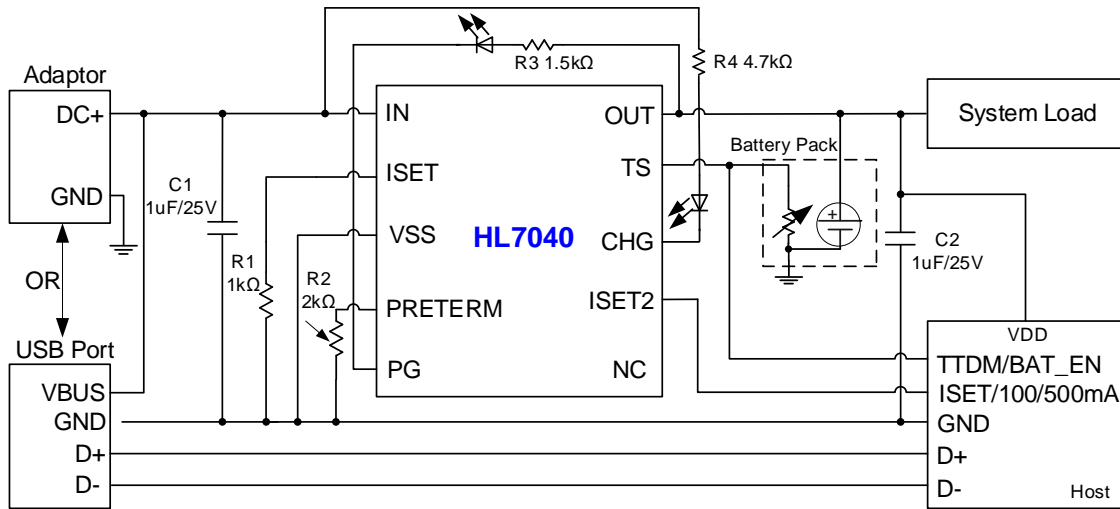 R3 1.5kΩ
R4 4.7kΩ
Adaptor
DC+
GND
OR
USB Port
VBUS
GND
D+
D-
C1
1uF/25V
R1
1kΩ
R2
2kΩ
IN
ISET
VSS
PRETERM
PG
HL7040
OUT
TS
CHG
ISET2
NC
Battery Pack
+
System Load
C2
1uF/25V
VDD
TTDM/BAT_EN
ISET/100/500mA
GND
D+
D-
Host